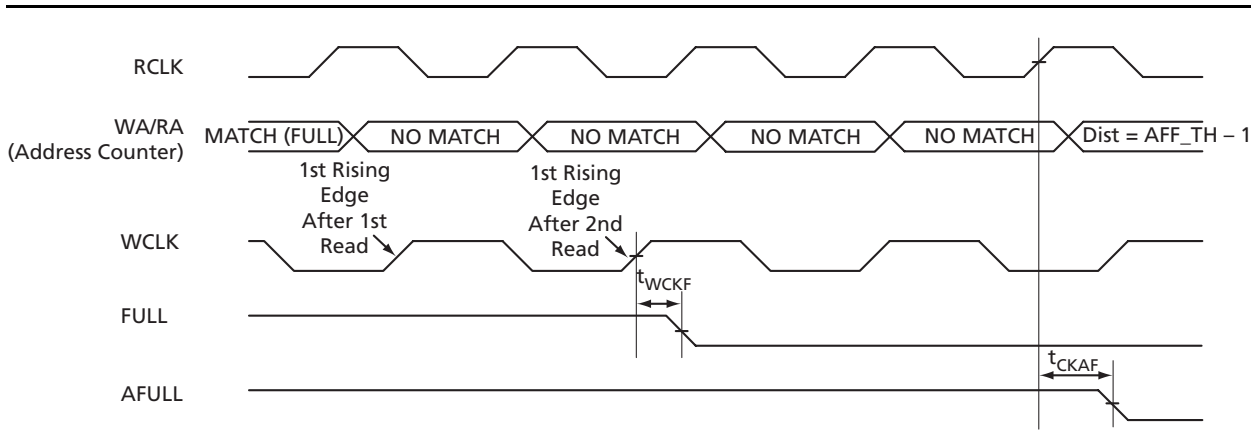 RCLK
WA/RA
(Address Counter)
MATCH (FULL)
NO MATCH
NO MATCH
NO MATCH
NO MATCH
Dist = AFF_TH – 1
1st Rising
Edge
After 1st
Read
1st Rising
Edge
After 2nd
Read
WCLK
tWCKF
FULL
tCKAF
AFULL